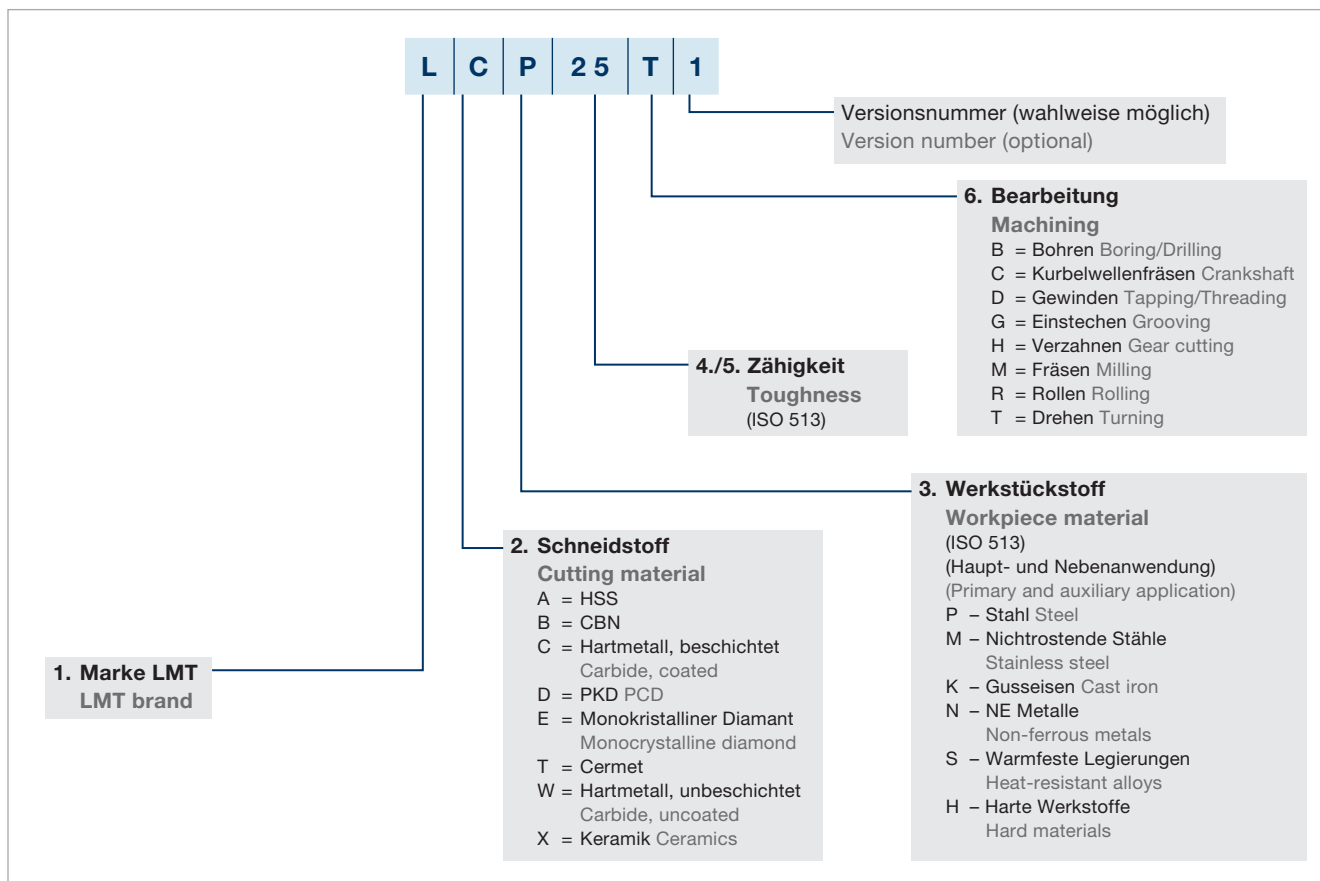 L C P 2 5 T 1
Versionsnummer (wahlweise möglich)
Version number (optional)
6. Bearbeitung
Machining
B = Bohren Boring/Drilling
C = Kurbelwellenfräsen Crankshaft
D = Gewinden Tapping/Threading
G = Einstechen Grooving
H = Verzahnen Gear cutting
M = Fräsen Milling
R = Rollen Rolling
T = Drehen Turning
4./5. Zähigkeit
Toughness
(ISO 513)
3. Werkstückstoff
Workpiece material
(ISO 513)
(Haupt- und Nebenanwendung)
(Primary and auxiliary application)
P – Stahl Steel
M – Nichtrostende Stähle
Stainless steel
K – Gusseisen Cast iron
N – NE Metalle
Non-ferrous metals
S – Warmfeste Legierungen
Heat-resistant alloys
H – Harte Werkstoffe
Hard materials
2. Schneidstoff
Cutting material
A = HSS
B = CBN
C = Hartmetall, beschichtet
Carbide, coated
D = PKD PCD
E = Monokristalliner Diamant
Monocrystalline diamond
T = Cermet
W = Hartmetall, unbeschichtet
Carbide, uncoated
X = Keramik Ceramics
1. Marke LMT
LMT brand